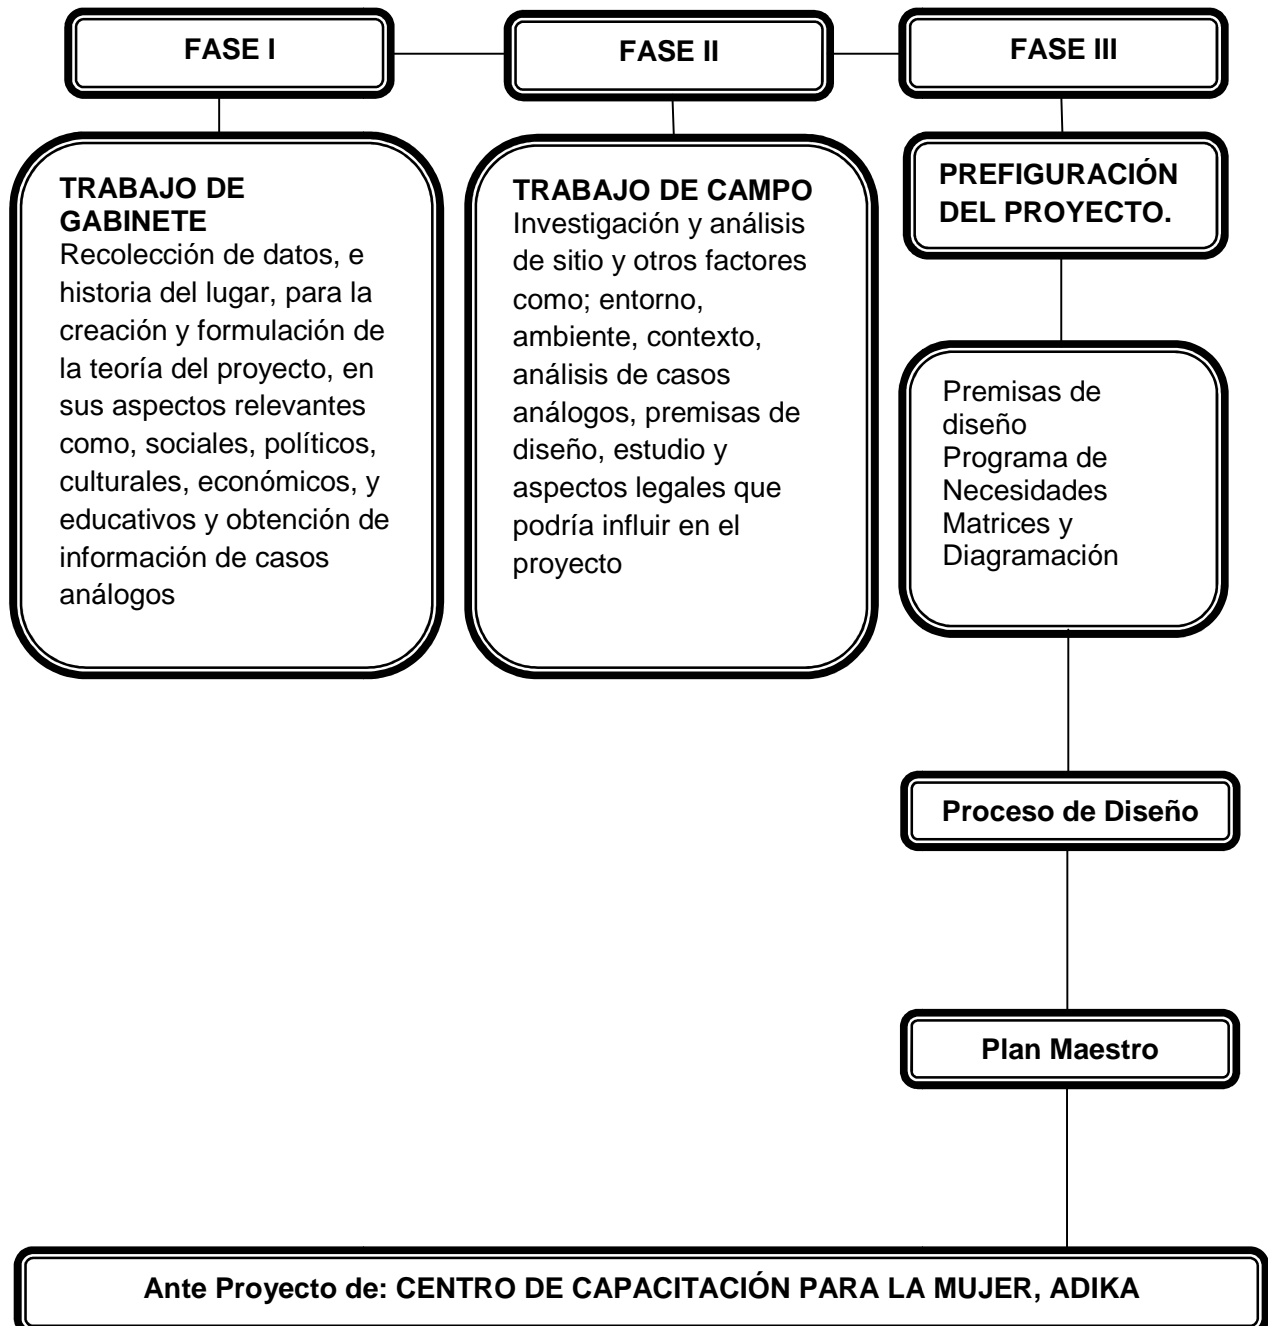 FASE I
FASE II
FASE III
TRABAJO DE
GABINETE
Recolección de datos, e
historia del lugar, para la
creación y formulación de
la teoría del proyecto, en
sus aspectos relevantes
como, sociales, políticos,
culturales, económicos, y
educativos y obtención de
información de casos
análogos
TRABAJO DE CAMPO
Investigación y análisis
de sitio y otros factores
como; entorno,
ambiente, contexto,
análisis de casos
análogos, premisas de
diseño, estudio y
aspectos legales que
podría influir en el
proyecto
PREFIGURACIÓN
DEL PROYECTO.
Premisas de
diseño
Programa de
Necesidades
Matrices y
Diagramación
Proceso de Diseño
Plan Maestro
Ante Proyecto de: CENTRO DE CAPACITACIÓN PARA LA MUJER, ADIKA